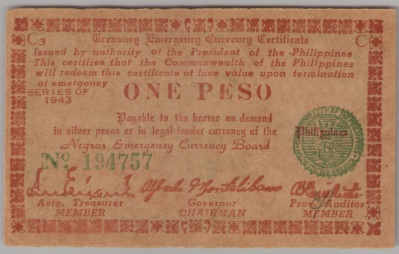 C3 Treasury Emergency Currency Certificate C
Issued by authority of the President of the Philippines
This certifies that the Commonwealth of the Philippines
will redeem this certificate at face value upon termination
of emergency
SERIES OF
1943
ONE PESO
Payable to the bearer on demand
in silver pesos or in legal tender currency of the
Negros Emergency Currency Board
Philippines
No 194757
Actg. Treasurer Governor Prov. Auditor
MEMBER CHAIRMAN MEMBER